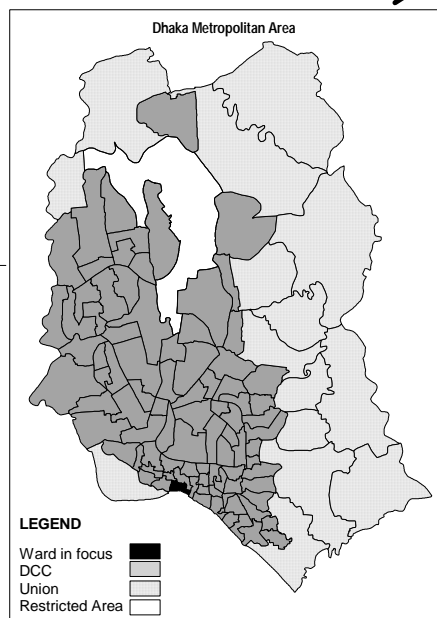 Dhaka Metropolitan Area
LEGEND
Ward in focus
DCC
Union
Restricted Area